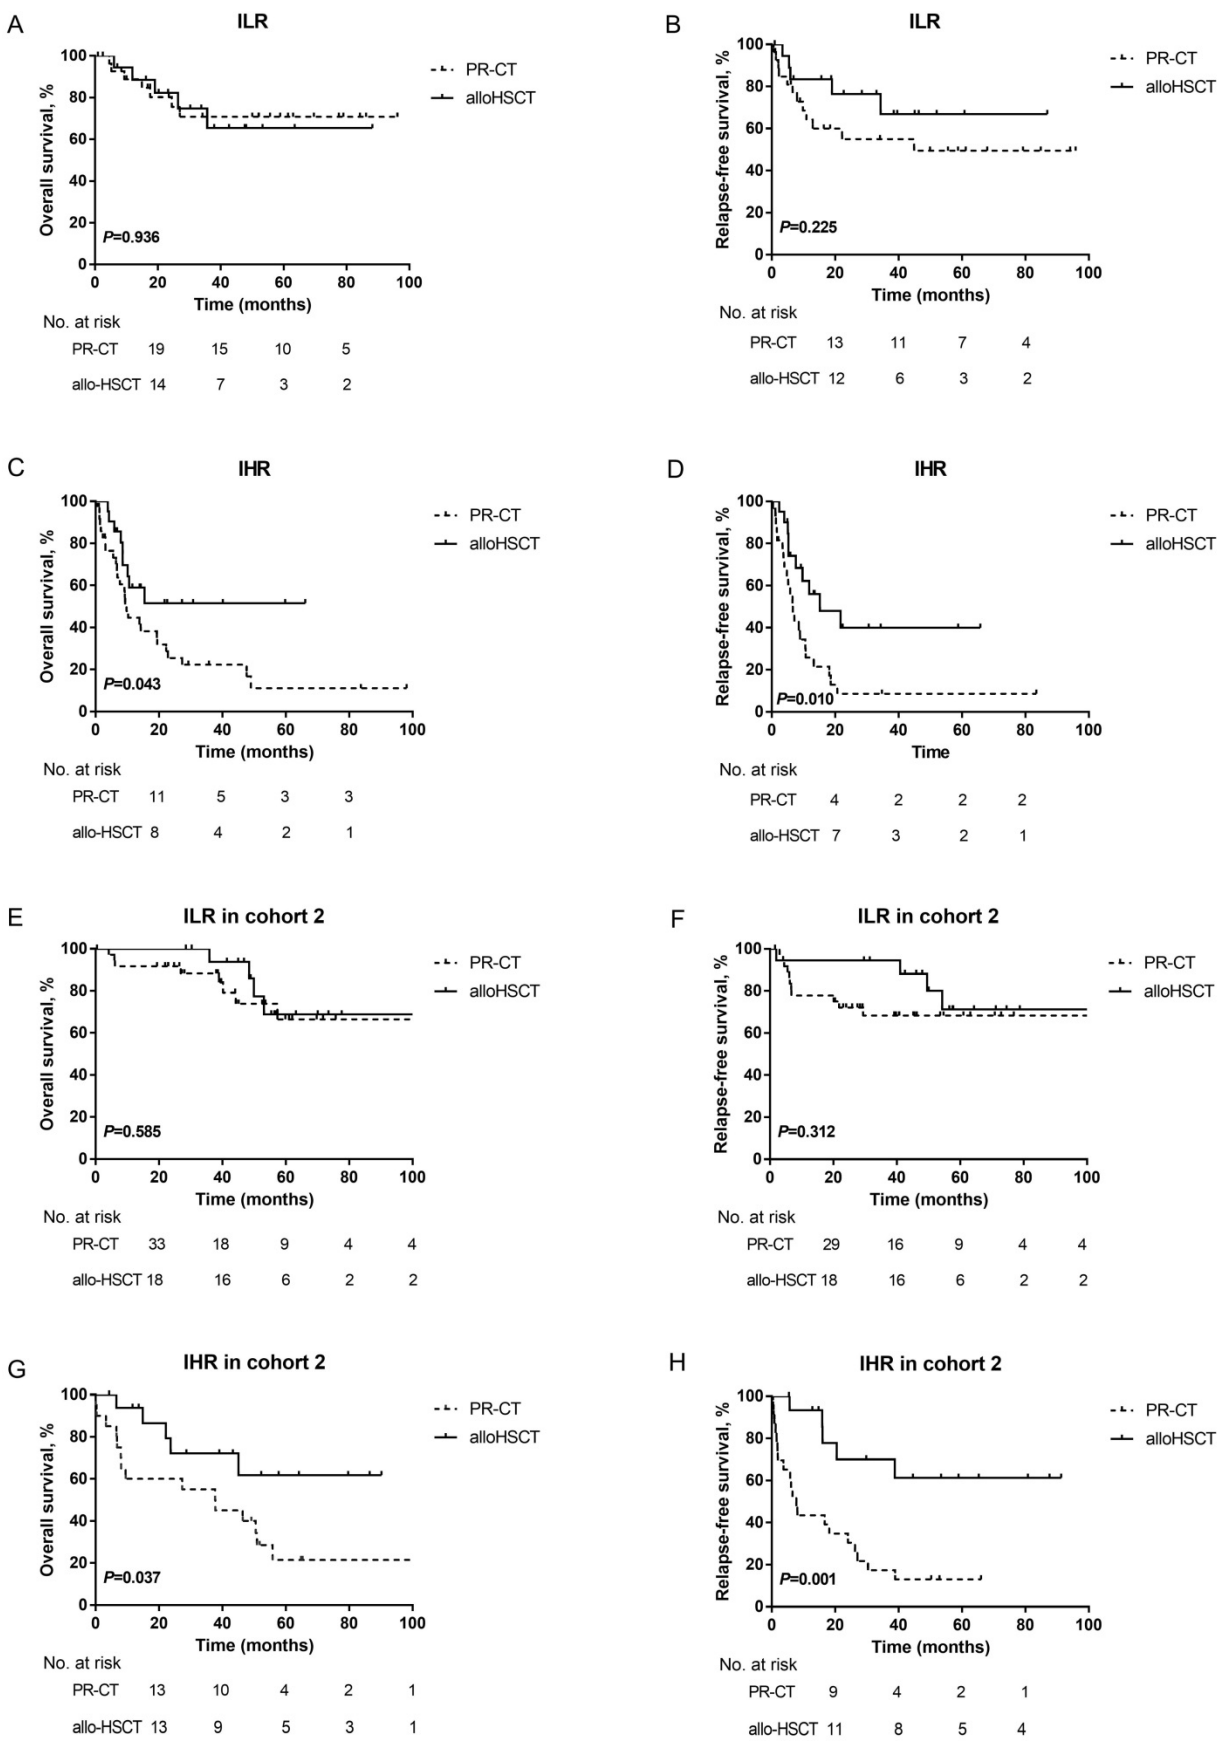 A
ILR
Overall survival, %
100
80
60
40
20
0
P=0.936
PR-CT
alloHSCT
0 20 40 60 80 100
Time (months)
No. at risk
PR-CT 19 15 10 5
allo-HSCT 14 7 3 2
B
ILR
Relapse-free survival, %
100
80
60
40
20
0
P=0.225
PR-CT
alloHSCT
0 20 40 60 80 100
Time (months)
No. at risk
PR-CT 13 11 7 4
allo-HSCT 12 6 3 2
C
IHR
Overall survival, %
100
80
60
40
20
0
P=0.043
PR-CT
alloHSCT
0 20 40 60 80 100
Time (months)
No. at risk
PR-CT 11 5 3 3
allo-HSCT 8 4 2 1
D
IHR
Relapse-free survival, %
100
80
60
40
20
0
P=0.010
PR-CT
alloHSCT
0 20 40 60 80 100
Time
No. at risk
PR-CT 4 2 2 2
allo-HSCT 7 3 2 1
E
ILR in cohort 2
Overall survival, %
100
80
60
40
20
0
P=0.585
PR-CT
alloHSCT
0 20 40 60 80 100
Time (months)
No. at risk
PR-CT 33 18 9 4 4
allo-HSCT 18 16 6 2 2
F
ILR in cohort 2
Relapse-free survival, %
100
80
60
40
20
0
P=0.312
PR-CT
alloHSCT
0 20 40 60 80 100
Time (months)
No. at risk
PR-CT 29 16 9 4 4
allo-HSCT 18 16 6 2 2
G
IHR in cohort 2
Overall survival, %
100
80
60
40
20
0
P=0.037
PR-CT
alloHSCT
0 20 40 60 80 100
Time (months)
No. at risk
PR-CT 13 10 4 2 1
allo-HSCT 13 9 5 3 1
H
IHR in cohort 2
Relapse-free survival, %
100
80
60
40
20
0
P=0.001
PR-CT
alloHSCT
0 20 40 60 80 100
Time (months)
No. at risk
PR-CT 9 4 2 1
allo-HSCT 11 8 5 4